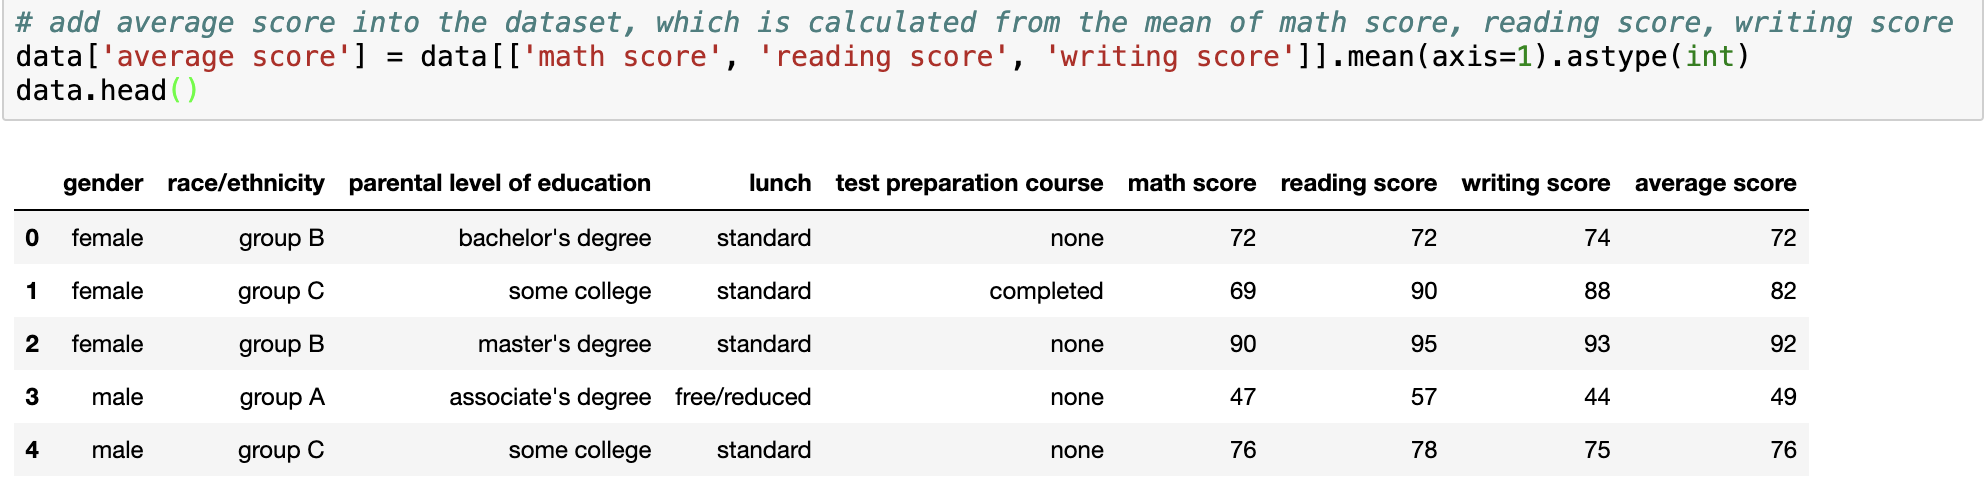 # add average score into the dataset, which is calculated from the mean of math score, reading score, writing score
data['average score'] = data[['math score', 'reading score', 'writing score']].mean(axis=1).astype(int)
data.head()
gender race/ethnicity parental level of education lunch test preparation course math score reading score writing score average score
0 female group B bachelor's degree standard none 72 72 74 72
1 female group C some college standard completed 69 90 88 82
2 female group B master's degree standard none 90 95 93 92
3 male group A associate's degree free/reduced none 47 57 44 49
4 male group C some college standard none 76 78 75 76